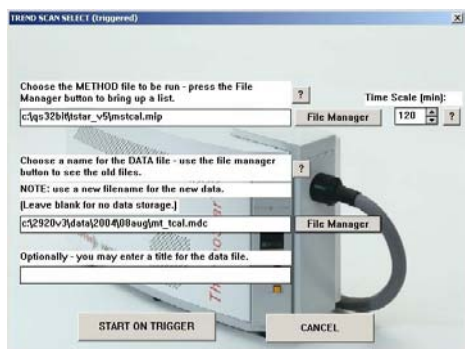 TREND SCAN SELECT (triggered)
Choose the METHOD file to be run - press the File
Manager button to bring up a list.
?
Time Scale (min):
c:\qs32bit\tstar_v5\mstcal.mip
File Manager
120
?
Choose a name for the DATA file - use the file manager
button to see the old files.
?
NOTE: use a new filename for the new data.
(Leave blank for no data storage.)
c:\2920v3\data\2004\08aug\mt_tcal.mdc
File Manager
Optionally - you may enter a title for the data file.
START ON TRIGGER
CANCEL